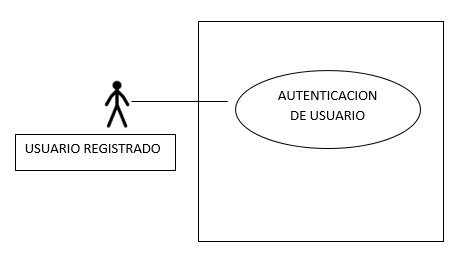 AUTENTICACION
DE USUARIO
USUARIO REGISTRADO